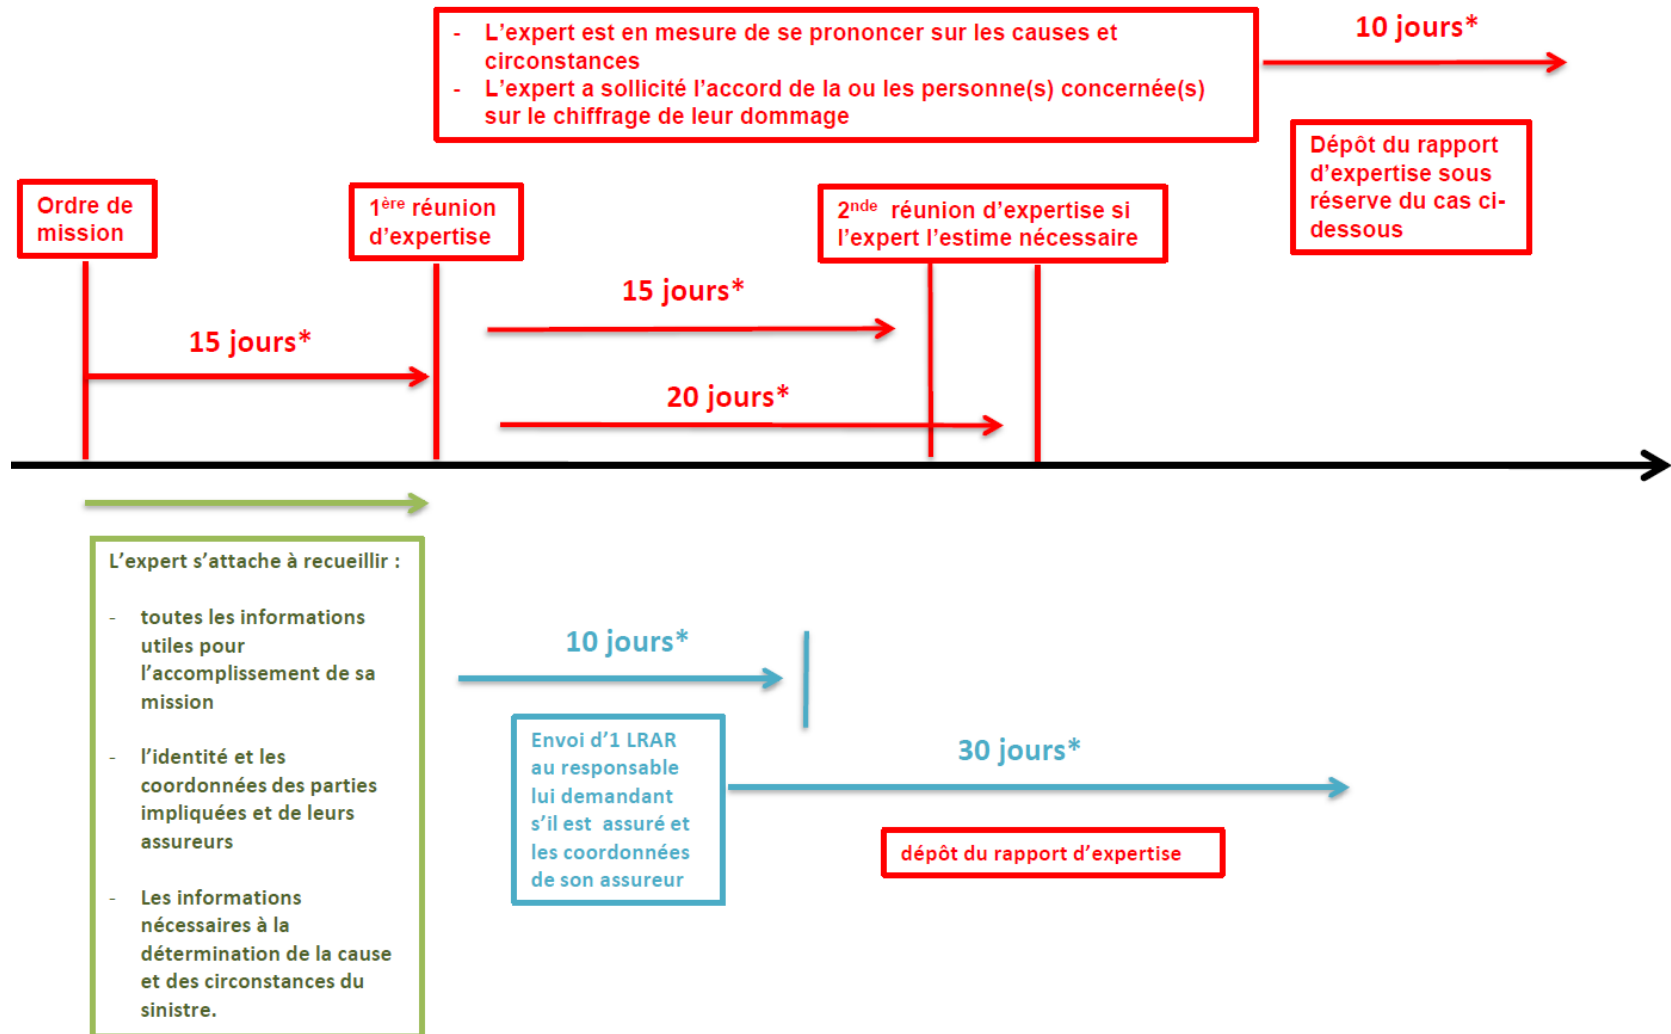 - L'expert est en mesure de se prononcer sur les causes et
circonstances
- L'expert a sollicité l'accord de la ou les personne(s) concernée(s)
sur le chiffrage de leur dommage
10 jours*
Dépôt du rapport
d'expertise sous
réserve du cas ci-
dessous
Ordre de
mission
1ère réunion
d'expertise
2nde réunion d'expertise si
l'expert l'estime nécessaire
15 jours*
15 jours*
20 jours*
L'expert s'attache à recueillir :
- toutes les informations
utiles pour
l'accomplissement de sa
mission
- l'identité et les
coordonnées des parties
impliquées et de leurs
assureurs
- Les informations
nécessaires à la
détermination de la cause
et des circonstances du
sinistre.
10 jours*
Envoi d'1 LRAR
au responsable
lui demandant
s'il est assuré et
les coordonnées
de son assureur
30 jours*
dépôt du rapport d'expertise